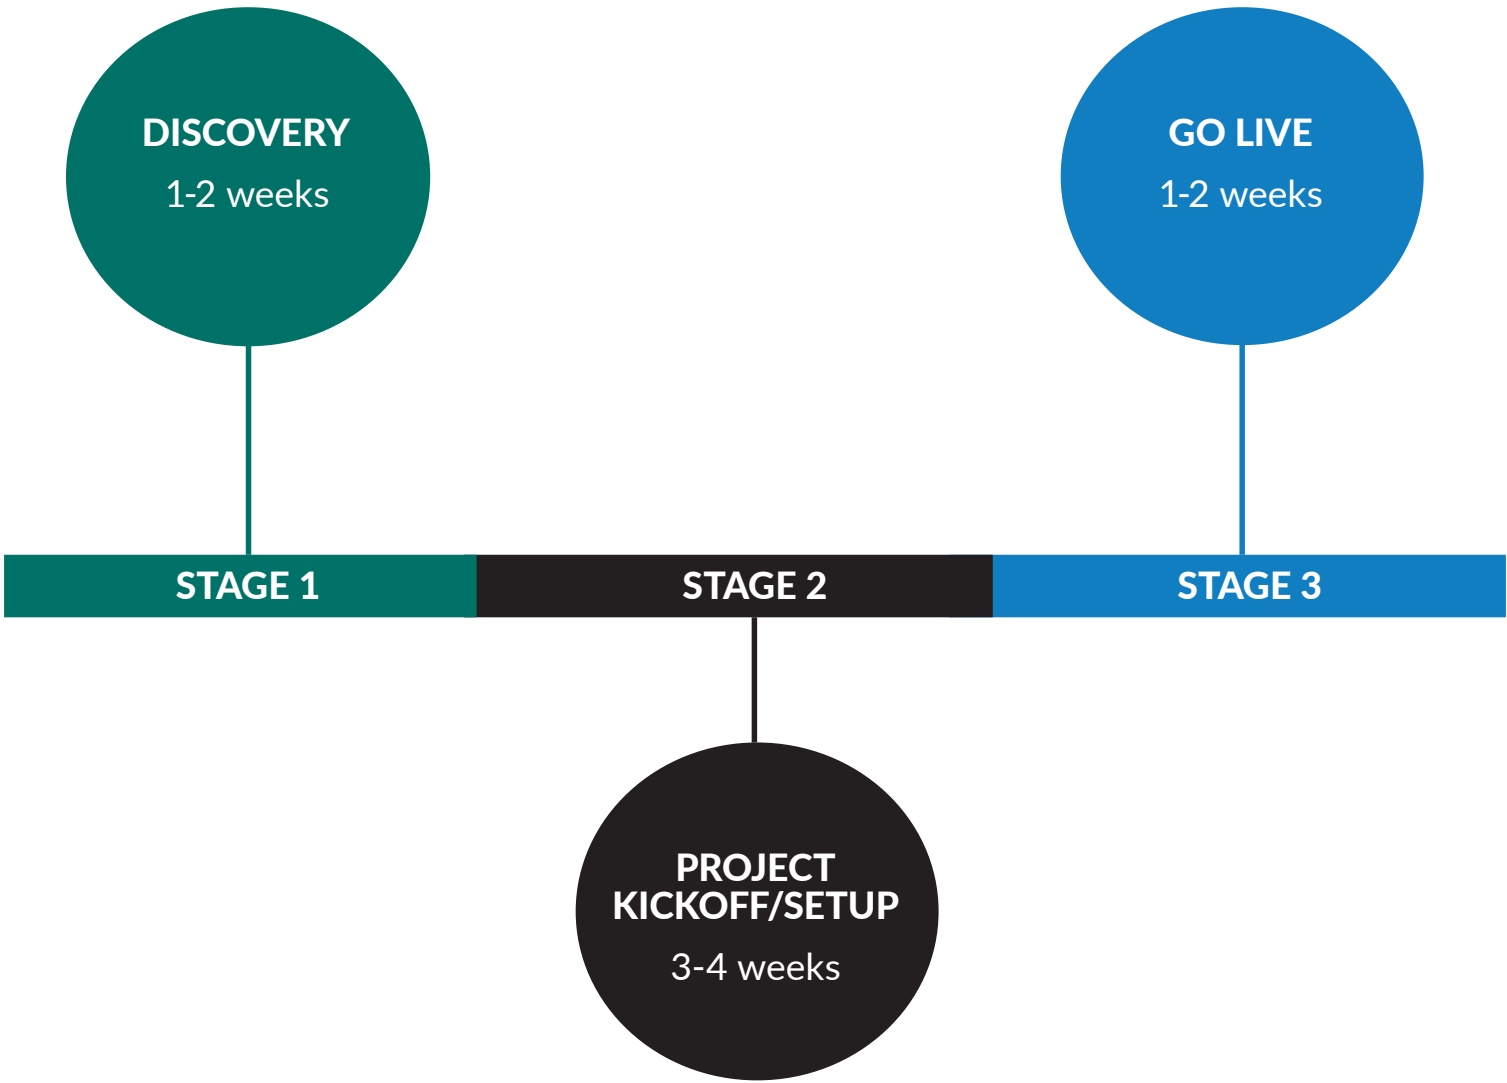 DISCOVERY
1-2 weeks
GO LIVE
1-2 weeks
STAGE 1
STAGE 2
STAGE 3
PROJECT
KICKOFF/SETUP
3-4 weeks